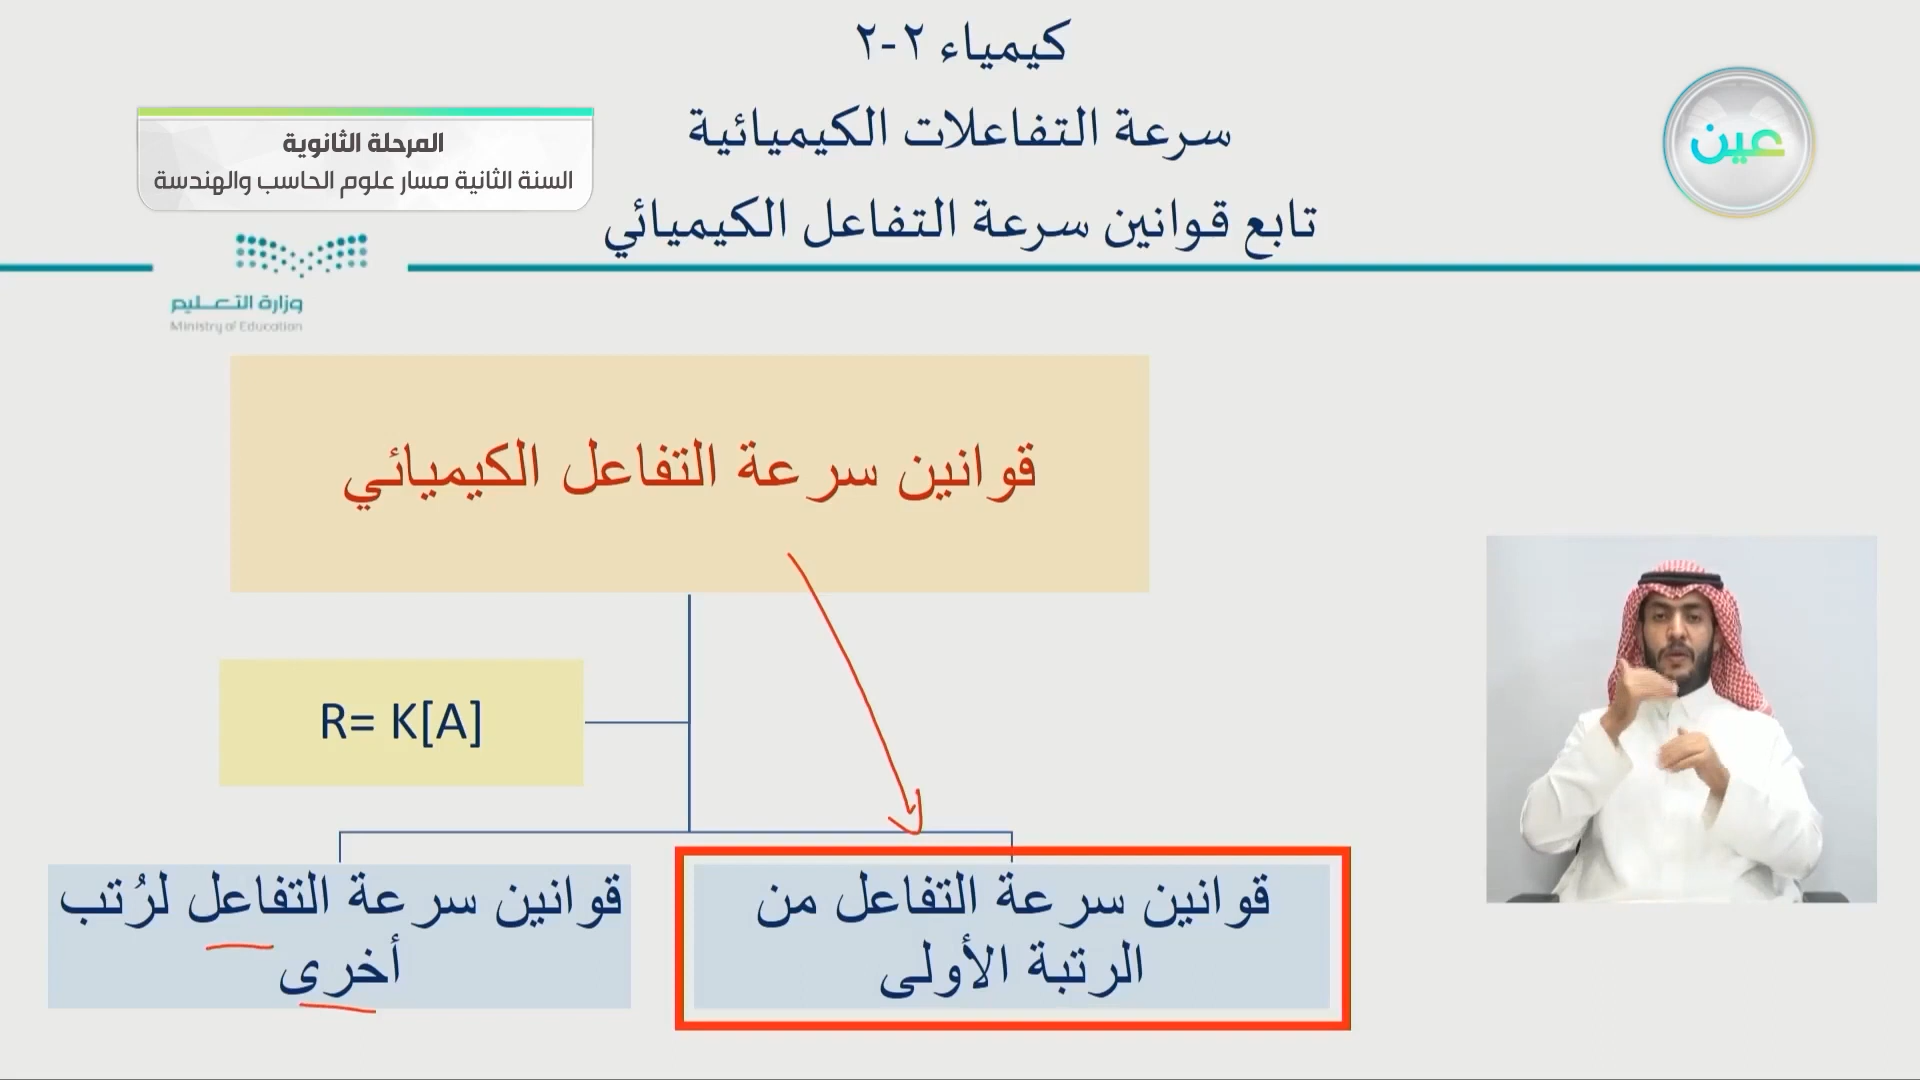 كيمياء ٢-٢
سرعة التفاعلات الكيميائية
تابع قوانين سرعة التفاعل الكيميائي
عين
المرحلة الثانوية
السنة الثانية مسار علوم الحاسب والهندسة
وزارة التعـــليم
Ministry of Education
قوانين سرعة التفاعل الكيميائي
R= K[A]
قوانين سرعة التفاعل من
الرتبة الأولى
قوانين سرعة التفاعل لرُتب
أخرى